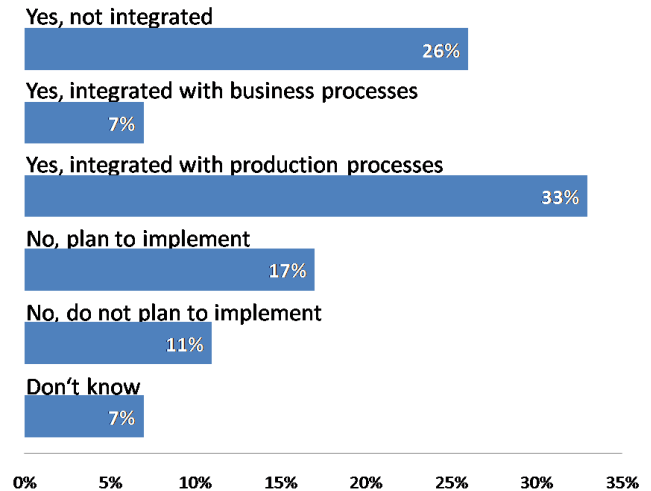 Yes, not integrated
26%
Yes, integrated with business processes
7%
Yes, integrated with production processes
33%
No, plan to implement
17%
No, do not plan to implement
11%
Don‘t know
7%
0% 5% 10% 15% 20% 25% 30% 35%